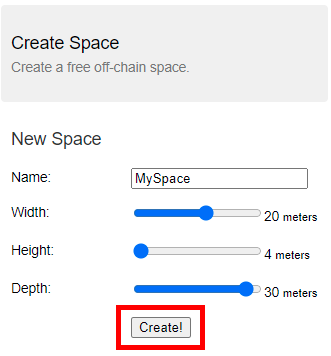 Create Space
Create a free off-chain space.
New Space
Name: MySpace
Width: 20 meters
Height: 4 meters
Depth: 30 meters
Create!